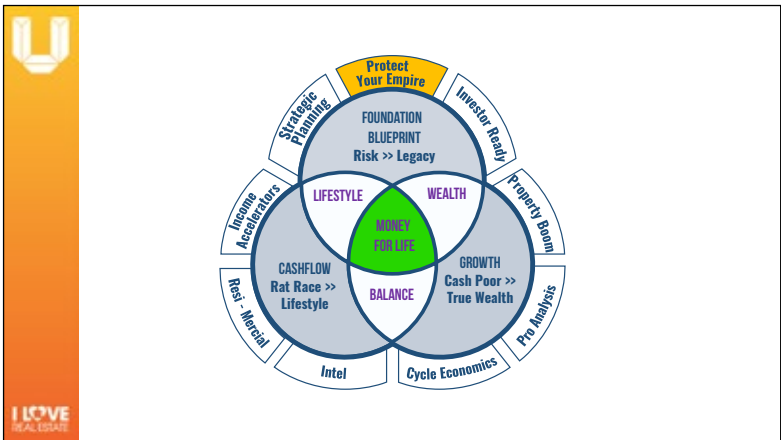 Protect
Your Empire
Strategic
Planning
Investor Ready
FOUNDATION
BLUEPRINT
Risk >> Legacy
LIFESTYLE
WEALTH
Income
Accelerators
Property Boom
MONEY
FOR LIFE
CASHFLOW
Rat Race >>
Lifestyle
GROWTH
Cash Poor >>
True Wealth
BALANCE
Resi - Mercial
Pro Analysis
Intel
Cycle Economics
I LOVE
REAL ESTATE